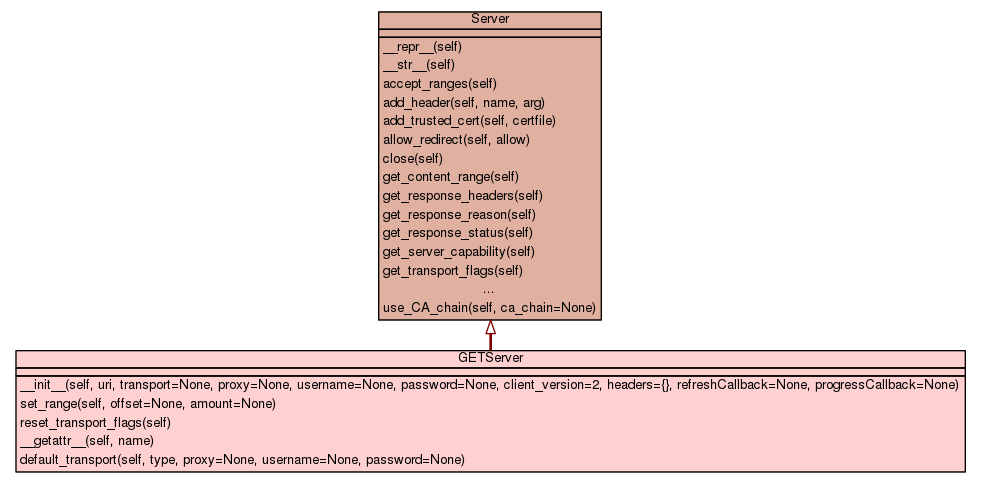 Server
__repr__(self)
__str__(self)
accept_ranges(self)
add_header(self, name, arg)
add_trusted_cert(self, certfile)
allow_redirect(self, allow)
close(self)
get_content_range(self)
get_response_headers(self)
get_response_reason(self)
get_response_status(self)
get_server_capability(self)
get_transport_flags(self)
...
use_CA_chain(self, ca_chain=None)
GETServer
__init__(self, uri, transport=None, proxy=None, username=None, password=None, client_version=2, headers={}, refreshCallback=None, progressCallback=None)
set_range(self, offset=None, amount=None)
reset_transport_flags(self)
__getattr__(self, name)
default_transport(self, type, proxy=None, username=None, password=None)